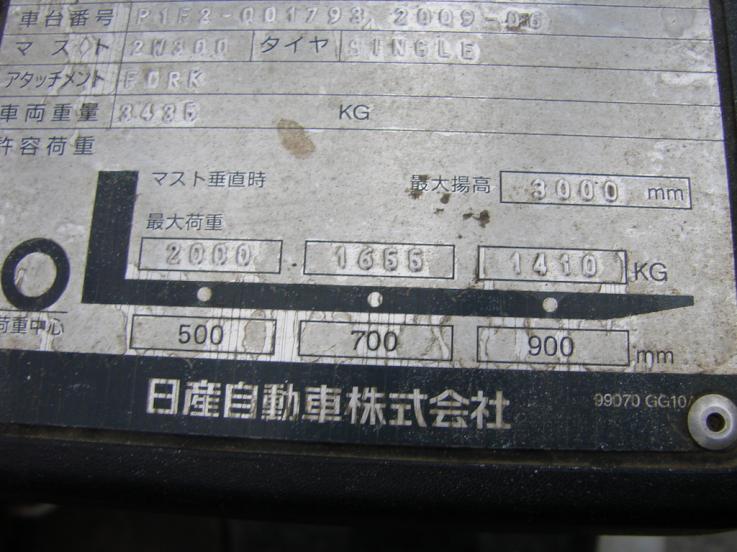 車台番号 P1F2-001793, 2009-06
マスト 2W300 タイヤ SINGLE
アタッチメント FORK
車両重量 3435 KG
許容荷重
マスト垂直時 最大揚高 3000 mm
最大荷重
2000 1655 1410 KG
荷重中心
500 700 900 mm
日産自動車株式会社 99070 GG10